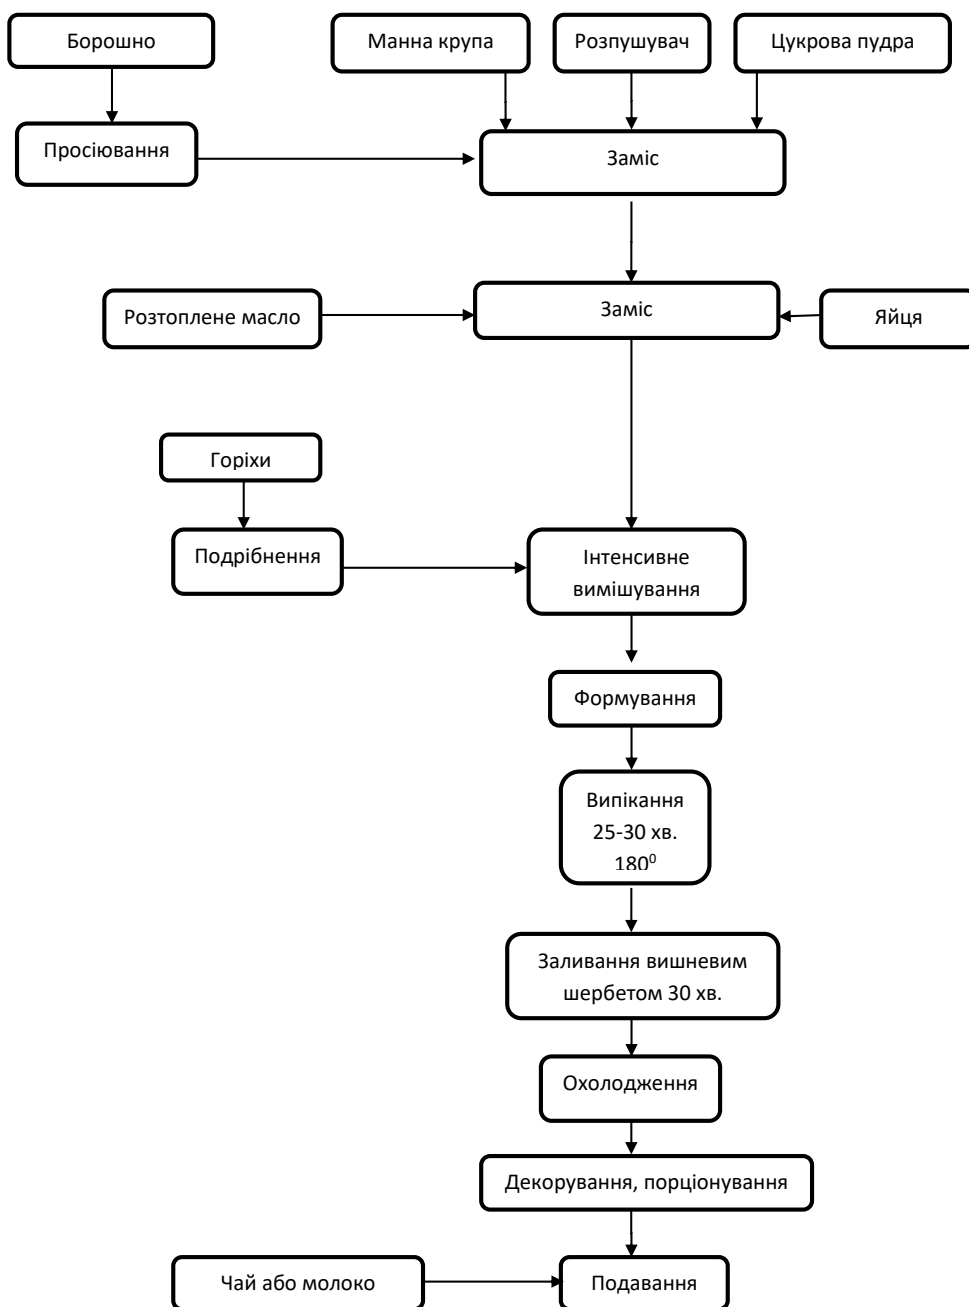 Борошно
Манна крупа
Розпушувач
Цукрова пудра
Просіювання
Заміс
Розтоплене масло
Заміс
Яйця
Горіхи
Подрібнення
Інтенсивне
вимішування
Формування
Випікання
25-30 хв.
180⁰
Заливання вишневим
шербетом 30 хв.
Охолодження
Декорування, порціонування
Чай або молоко
Подавання